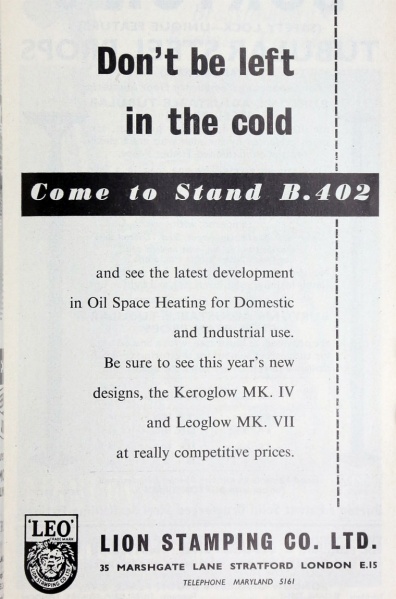 Don't be left
in the cold
Come to Stand B.402
and see the latest development
in Oil Space Heating for Domestic
and Industrial use.
Be sure to see this year's new
designs, the Keroglow MK. IV
and Leoglow MK. VII
at really competitive prices.
'LEO'
TRADE MARK
LION STAMPING CO. LTD.
35 MARSHGATE LANE STRATFORD LONDON E.15
TELEPHONE MARYLAND 5161